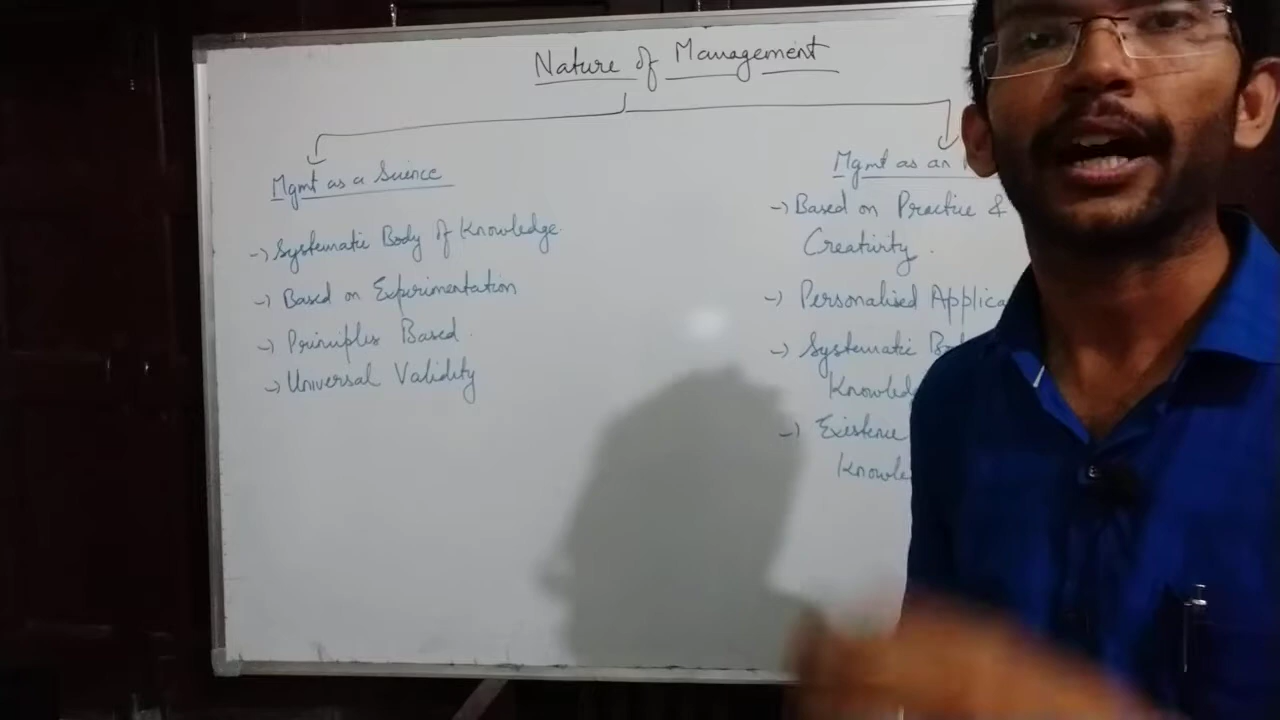 Nature of Management
Mgmt as a Science
-> Systematic Body of Knowledge.
-> Based on Experimentation
-> Principles Based.
-> Universal Validity
Mgmt as an
-> Based on Practice &
Creativity.
-> Personalised
-> Systematic
-> Existence